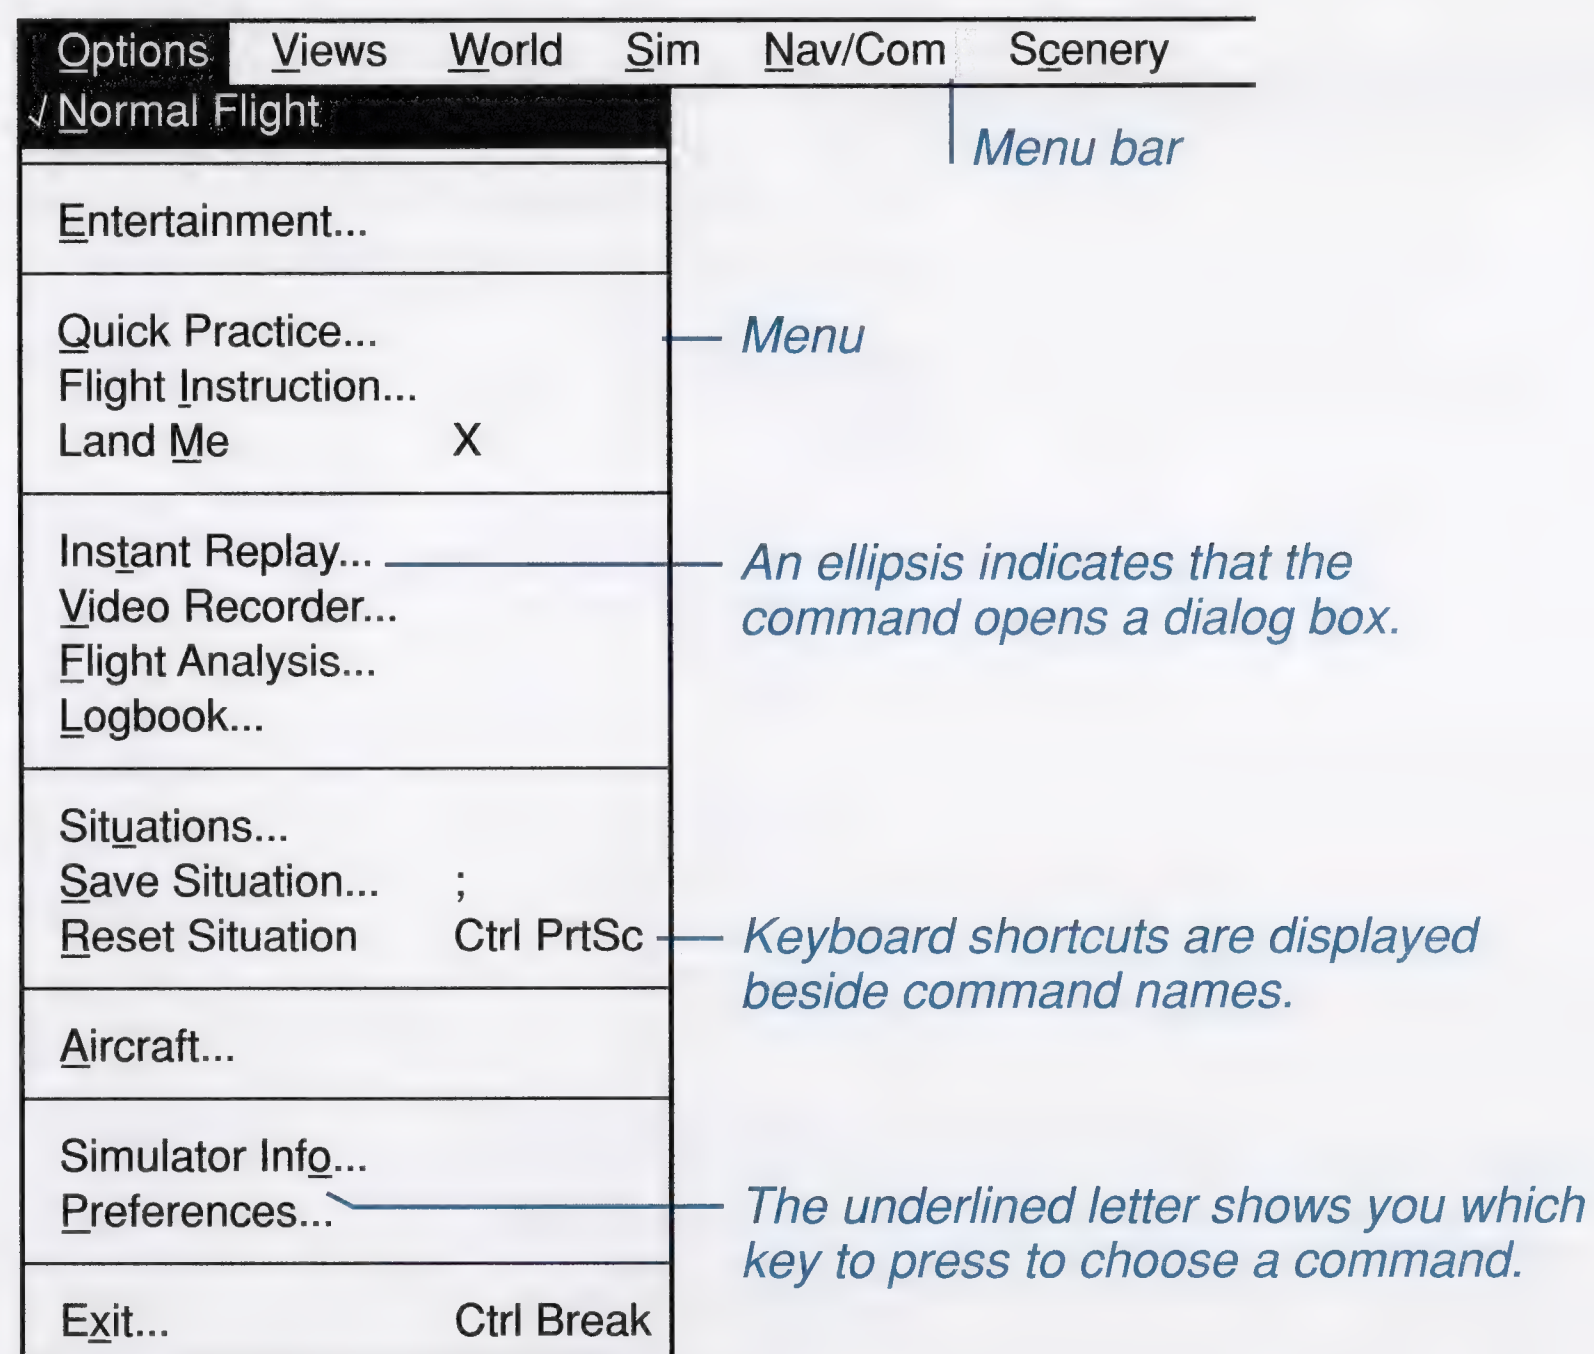 Options Views World Sim Nav/Com Scenery
√ Normal Flight
Menu bar
Entertainment...
Quick Practice...
Menu
Flight Instruction...
Land Me X
Instant Replay...
An ellipsis indicates that the
command opens a dialog box.
Video Recorder...
Flight Analysis...
Logbook...
Situations...
Save Situation... ;
Reset Situation Ctrl PrtSc
Keyboard shortcuts are displayed
beside command names.
Aircraft...
Simulator Info...
Preferences...
The underlined letter shows you which
key to press to choose a command.
Exit... Ctrl Break